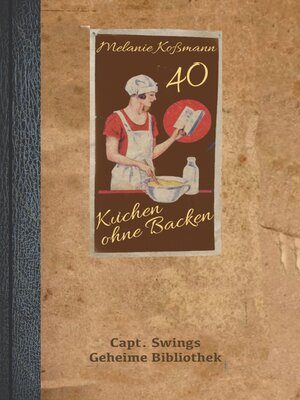 Melanie Koßmann
40
Kuchen
ohne Backen
Capt. Swings
Geheime Bibliothek